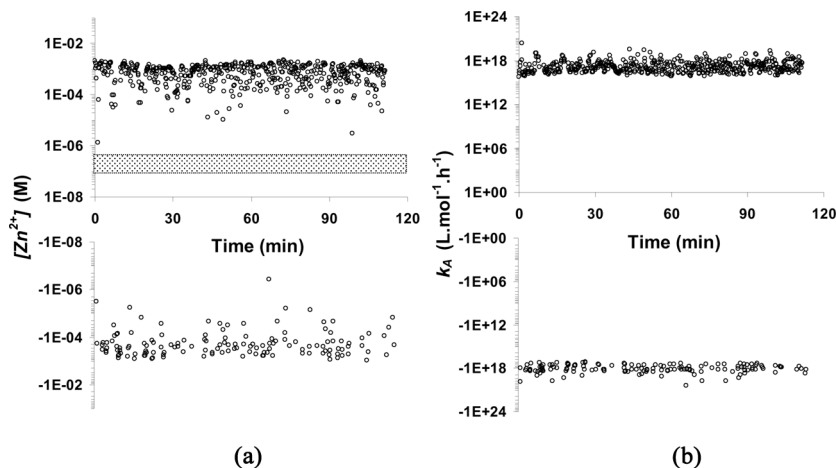 1E-02
1E-04
1E-06
1E-08
0 30 60 90 120
Time (min)
[Zn²⁺] (M)
-1E-08
-1E-06
-1E-04
-1E-02
(a)
1E+24
1E+18
1E+12
1E+06
1E+00
0 30 60 90 120
Time (min)
k_A (L.mol⁻¹.h⁻¹)
-1E+00
-1E+06
-1E+12
-1E+18
-1E+24
(b)